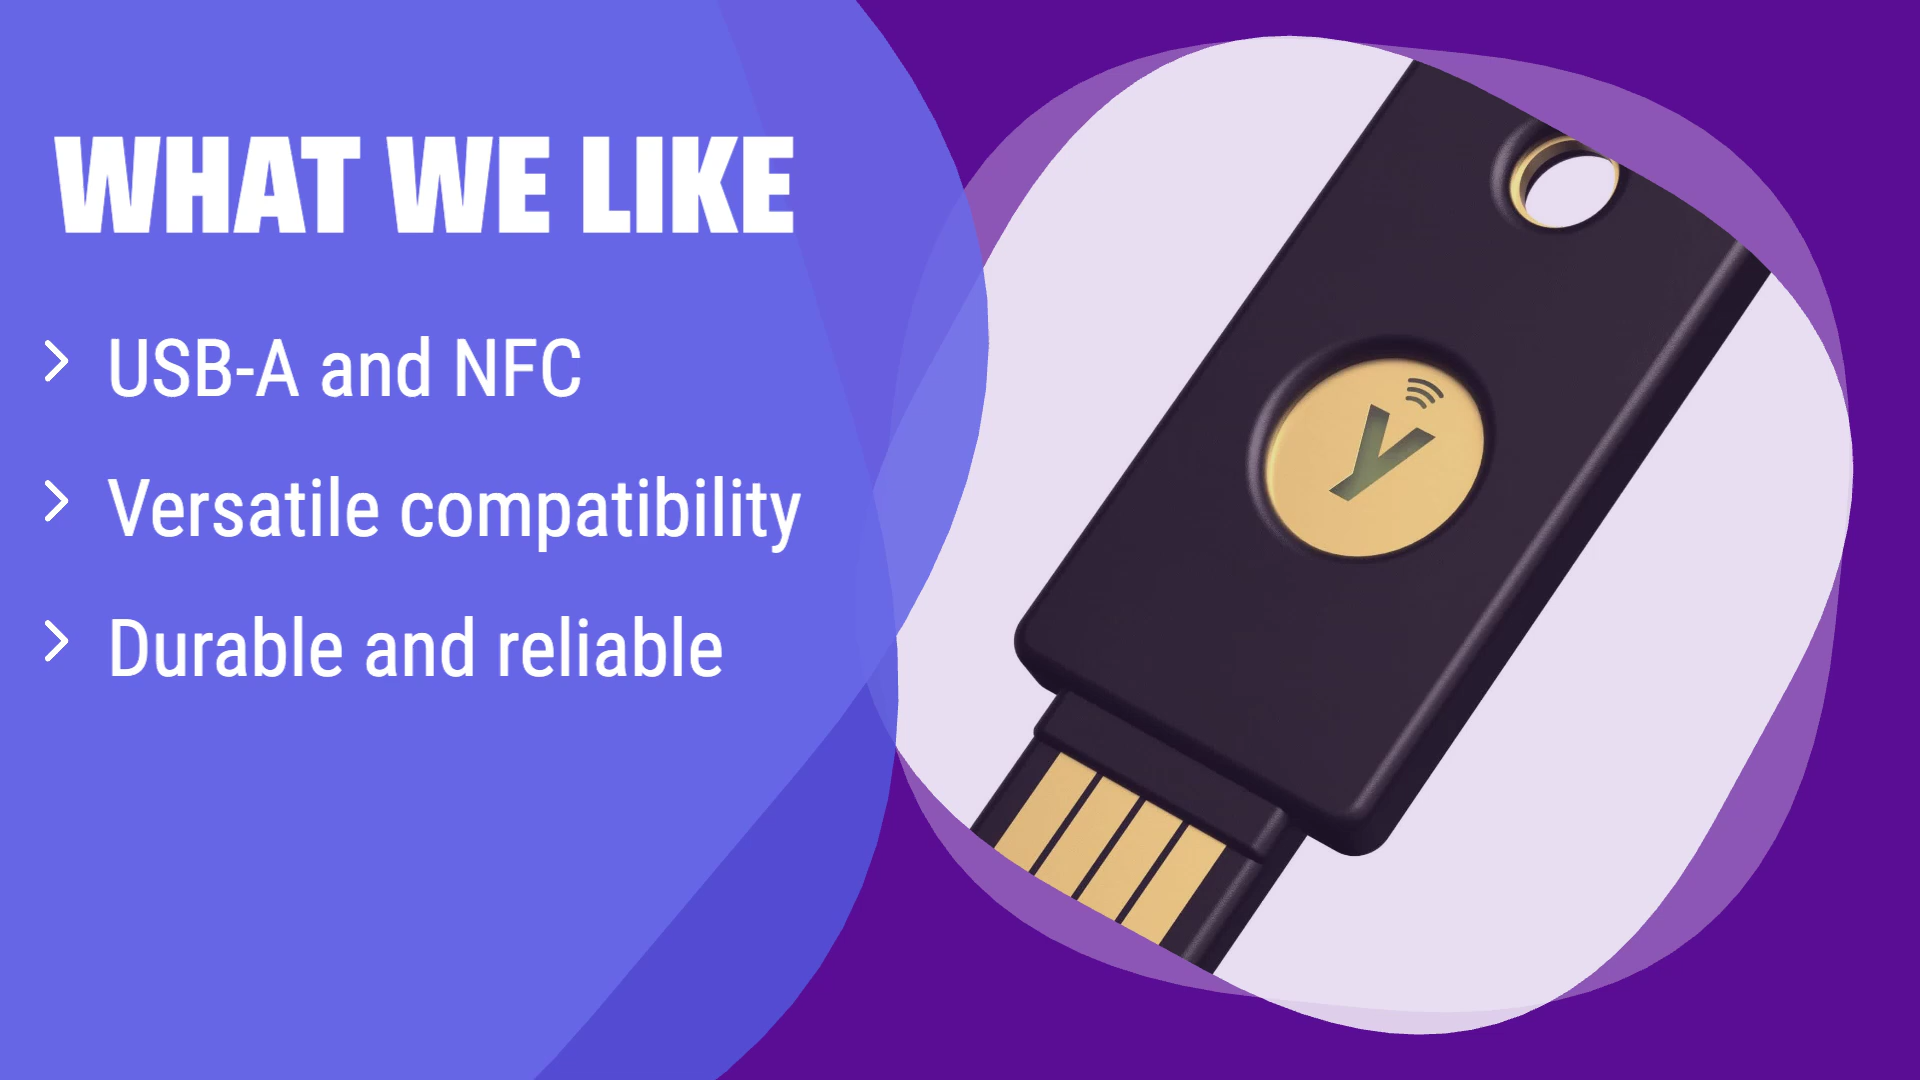 WHAT WE LIKE
USB-A and NFC
Versatile compatibility
Durable and reliable
y